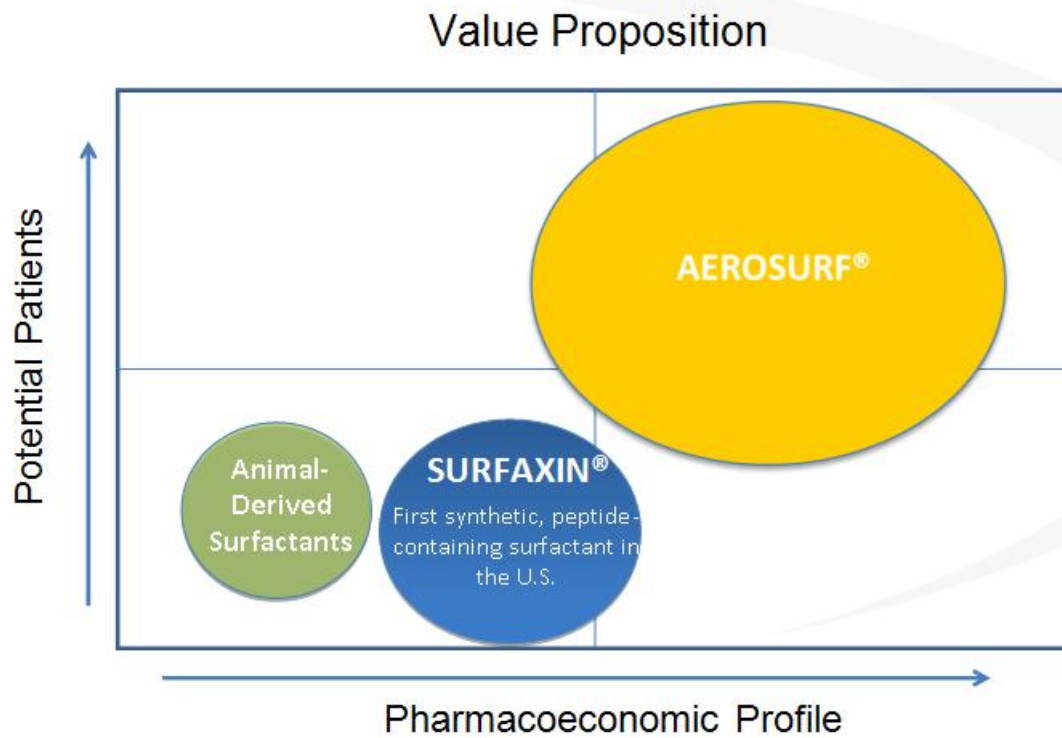 Value Proposition
Potential Patients
AEROSURF®
Animal-
Derived
Surfactants
SURFAXIN®
First synthetic, peptide-
containing surfactant in
the U.S.
Pharmacoeconomic Profile